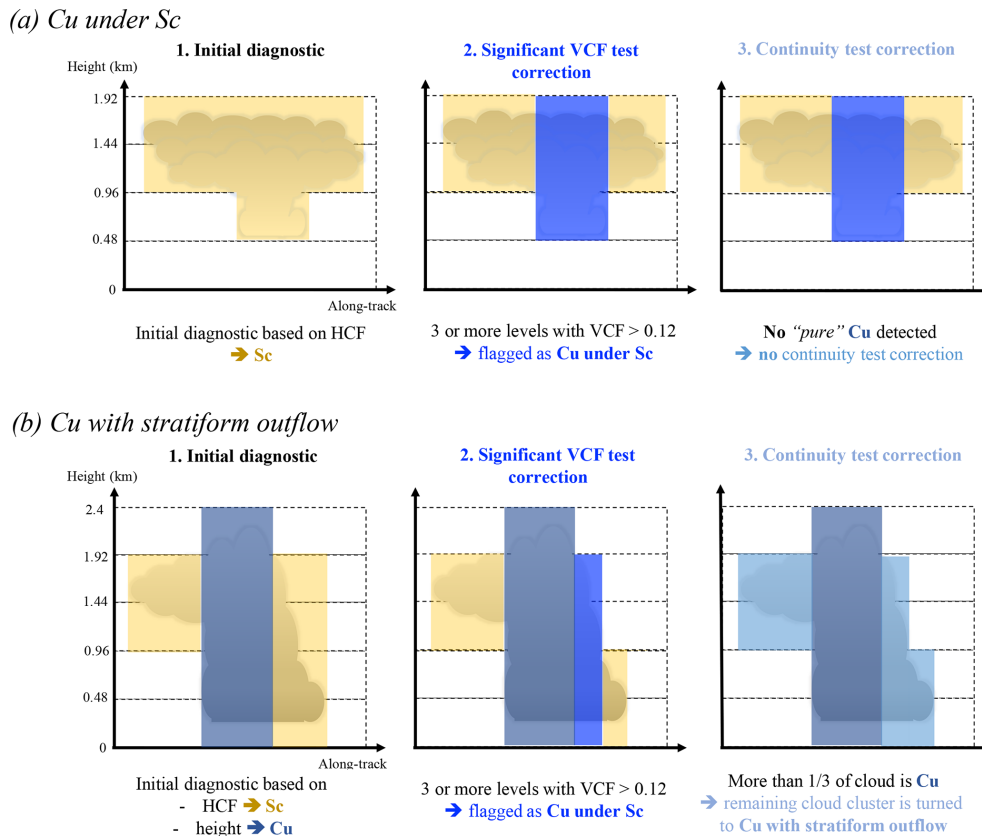 (a) Cu under Sc
1. Initial diagnostic
2. Significant VCF test
correction
3. Continuity test correction
Height (km)
1.92
1.44
0.96
0.48
0
Along-track
Initial diagnostic based on HCF
➔ Sc
3 or more levels with VCF > 0.12
➔ flagged as Cu under Sc
No “pure” Cu detected
➔ no continuity test correction
(b) Cu with stratiform outflow
1. Initial diagnostic
2. Significant VCF test
correction
3. Continuity test correction
Height (km)
2.4
1.92
1.44
0.96
0.48
0
Along-track
Initial diagnostic based on
- HCF ➔ Sc
- height ➔ Cu
3 or more levels with VCF > 0.12
➔ flagged as Cu under Sc
More than 1/3 of cloud is Cu
➔ remaining cloud cluster is turned
to Cu with stratiform outflow